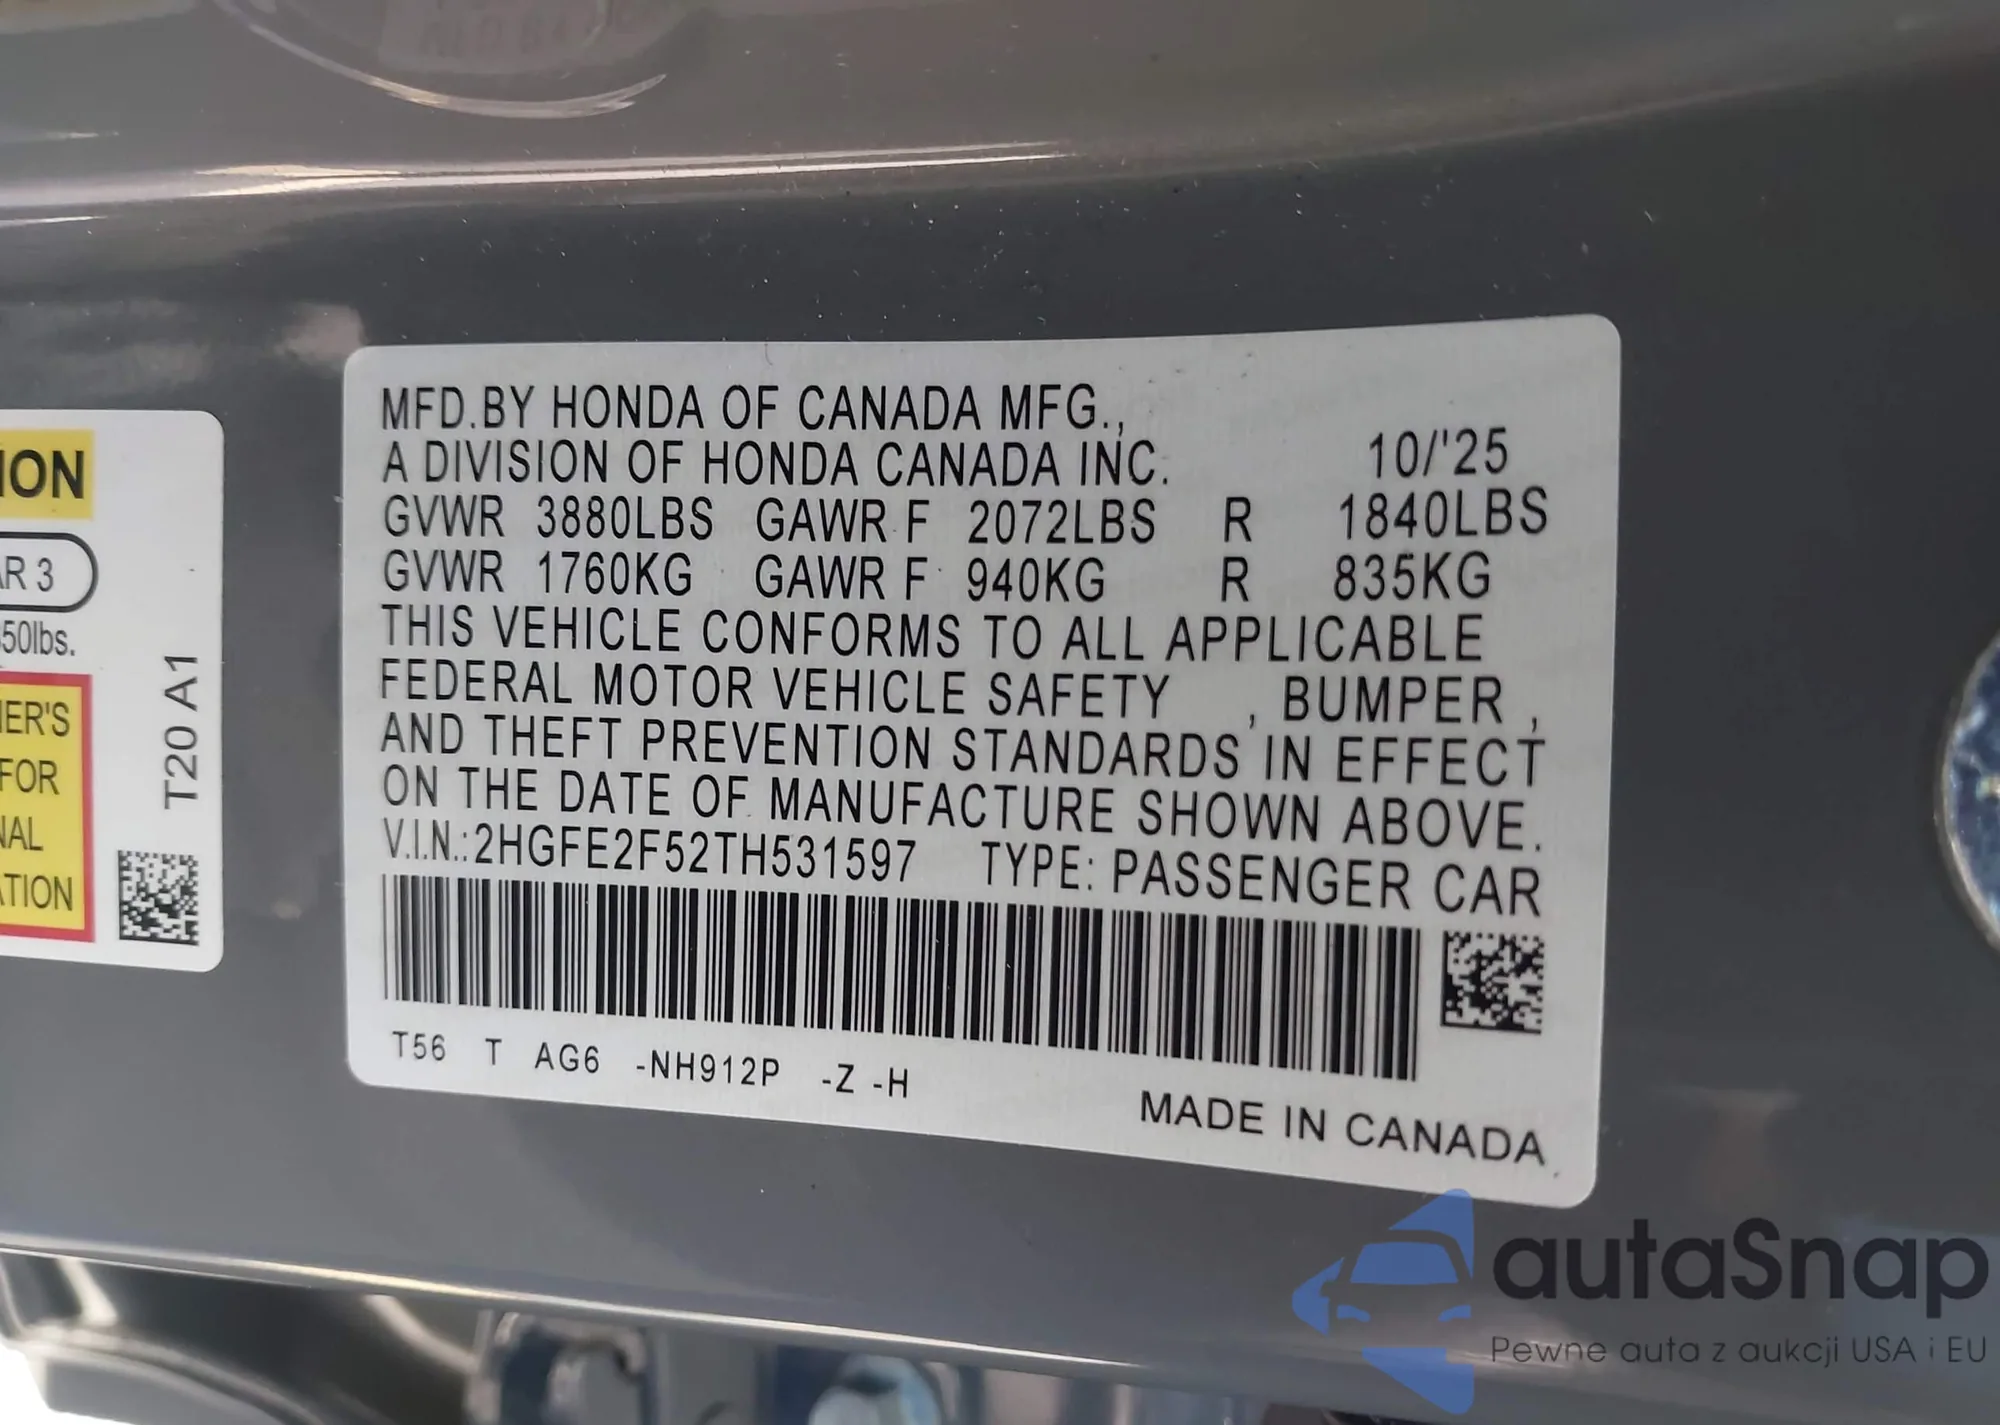 MFD.BY HONDA OF CANADA MFG.,
A DIVISION OF HONDA CANADA INC. 10/'25
GVWR 3880LBS GAWR F 2072LBS R 1840LBS
GVWR 1760KG GAWR F 940KG R 835KG
THIS VEHICLE CONFORMS TO ALL APPLICABLE
FEDERAL MOTOR VEHICLE SAFETY , BUMPER ,
AND THEFT PREVENTION STANDARDS IN EFFECT
ON THE DATE OF MANUFACTURE SHOWN ABOVE.
V.I.N.:2HGFE2F52TH531597 TYPE: PASSENGER CAR
T56 T AG6 -NH912P -Z -H
MADE IN CANADA
ION
AR 3
50lbs.
ER'S
FOR
NAL
ATION
T20 A1
autaSnap
Pewne auta z aukcji USA i EU